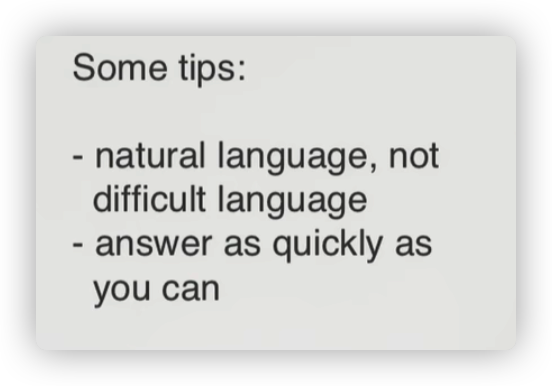 Some tips:
- natural language, not
difficult language
- answer as quickly as
you can